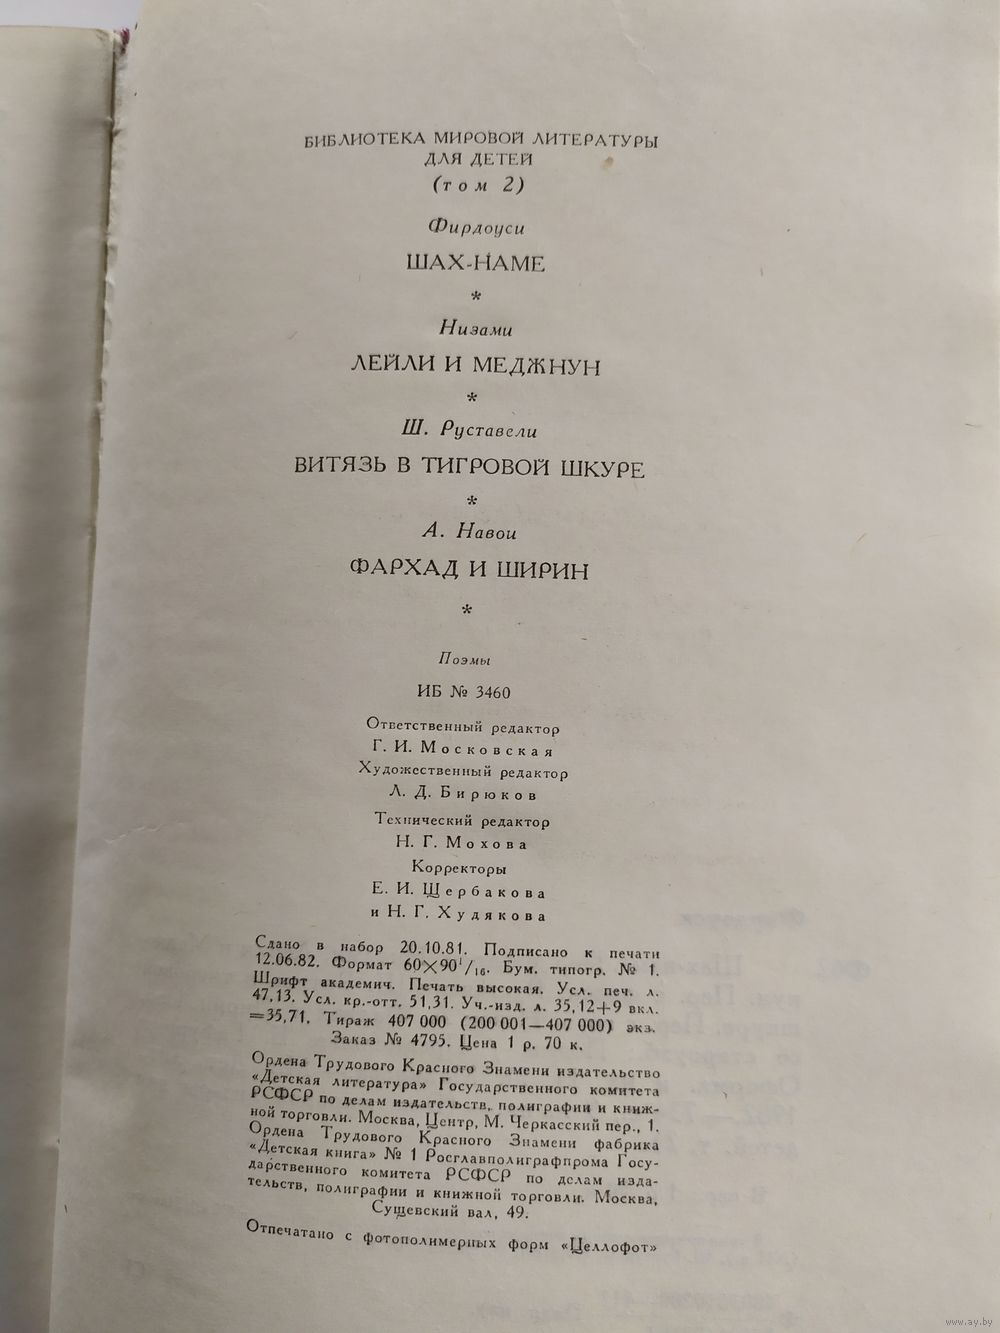 БИБЛИОТЕКА МИРОВОЙ ЛИТЕРАТУРЫ
ДЛЯ ДЕТЕЙ
(том 2)
Фирдоуси
ШАХ-НАМЕ
*
Низами
ЛЕЙЛИ И МЕДЖНУН
*
Ш. Руставели
ВИТЯЗЬ В ТИГРОВОЙ ШКУРЕ
*
А. Навои
ФАРХАД И ШИРИН
*
Поэмы
ИБ № 3460
Ответственный редактор
Г. И. Московская
Художественный редактор
Л. Д. Бирюков
Технический редактор
Н. Г. Мохова
Корректоры
Е. И. Щербакова
и Н. Г. Худякова
Сдано в набор 20.10.81. Подписано к печати
12.06.82. Формат 60×90¹/₁₆. Бум. типогр. № 1.
Шрифт академич. Печать высокая. Усл. печ. л.
47,13. Усл. кр.-отт. 51,31. Уч.-изд. л. 35,12+9 вкл.
=35,71. Тираж 407 000 (200 001—407 000) экз.
Заказ № 4795. Цена 1 р. 70 к.
Ордена Трудового Красного Знамени издательство
«Детская литература» Государственного комитета
РСФСР по делам издательств, полиграфии и книж-
ной торговли. Москва, Центр, М. Черкасский пер., 1.
Ордена Трудового Красного Знамени фабрика
«Детская книга» № 1 Росглавполиграфпрома Госу-
дарственного комитета РСФСР по делам изда-
тельств, полиграфии и книжной торговли. Москва,
Сущевский вал, 49.
Отпечатано с фотополимерных форм «Целлофот»
www.ay.by